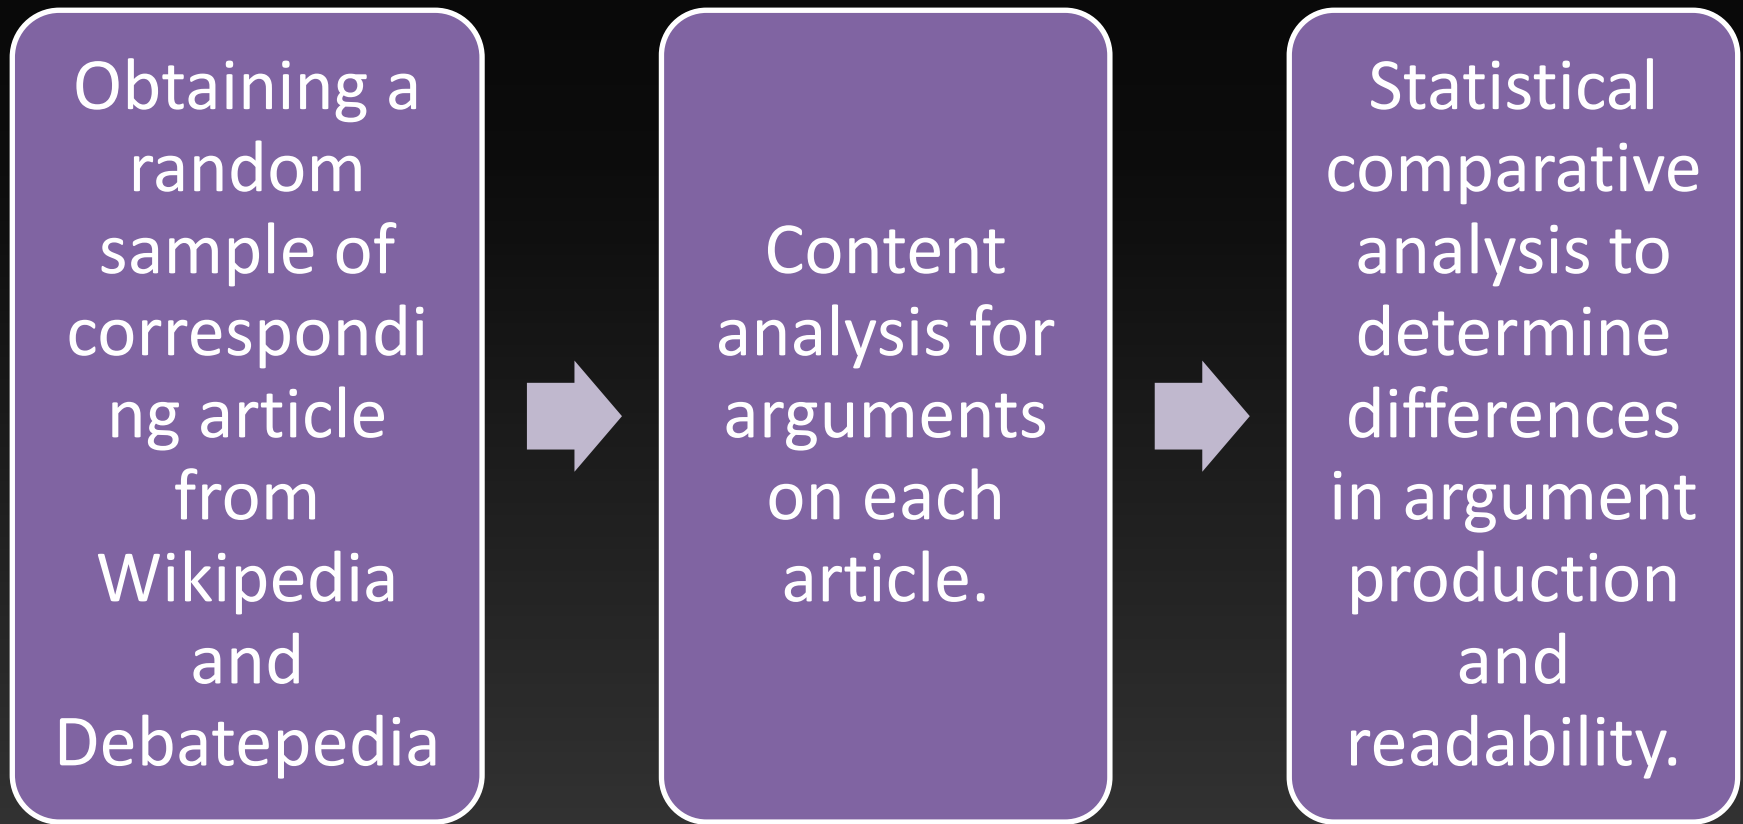 Obtaining a
random
sample of
correspondi
ng article
from
Wikipedia
and
Debatepedia
Content
analysis for
arguments
on each
article.
Statistical
comparative
analysis to
determine
differences
in argument
production
and
readability.